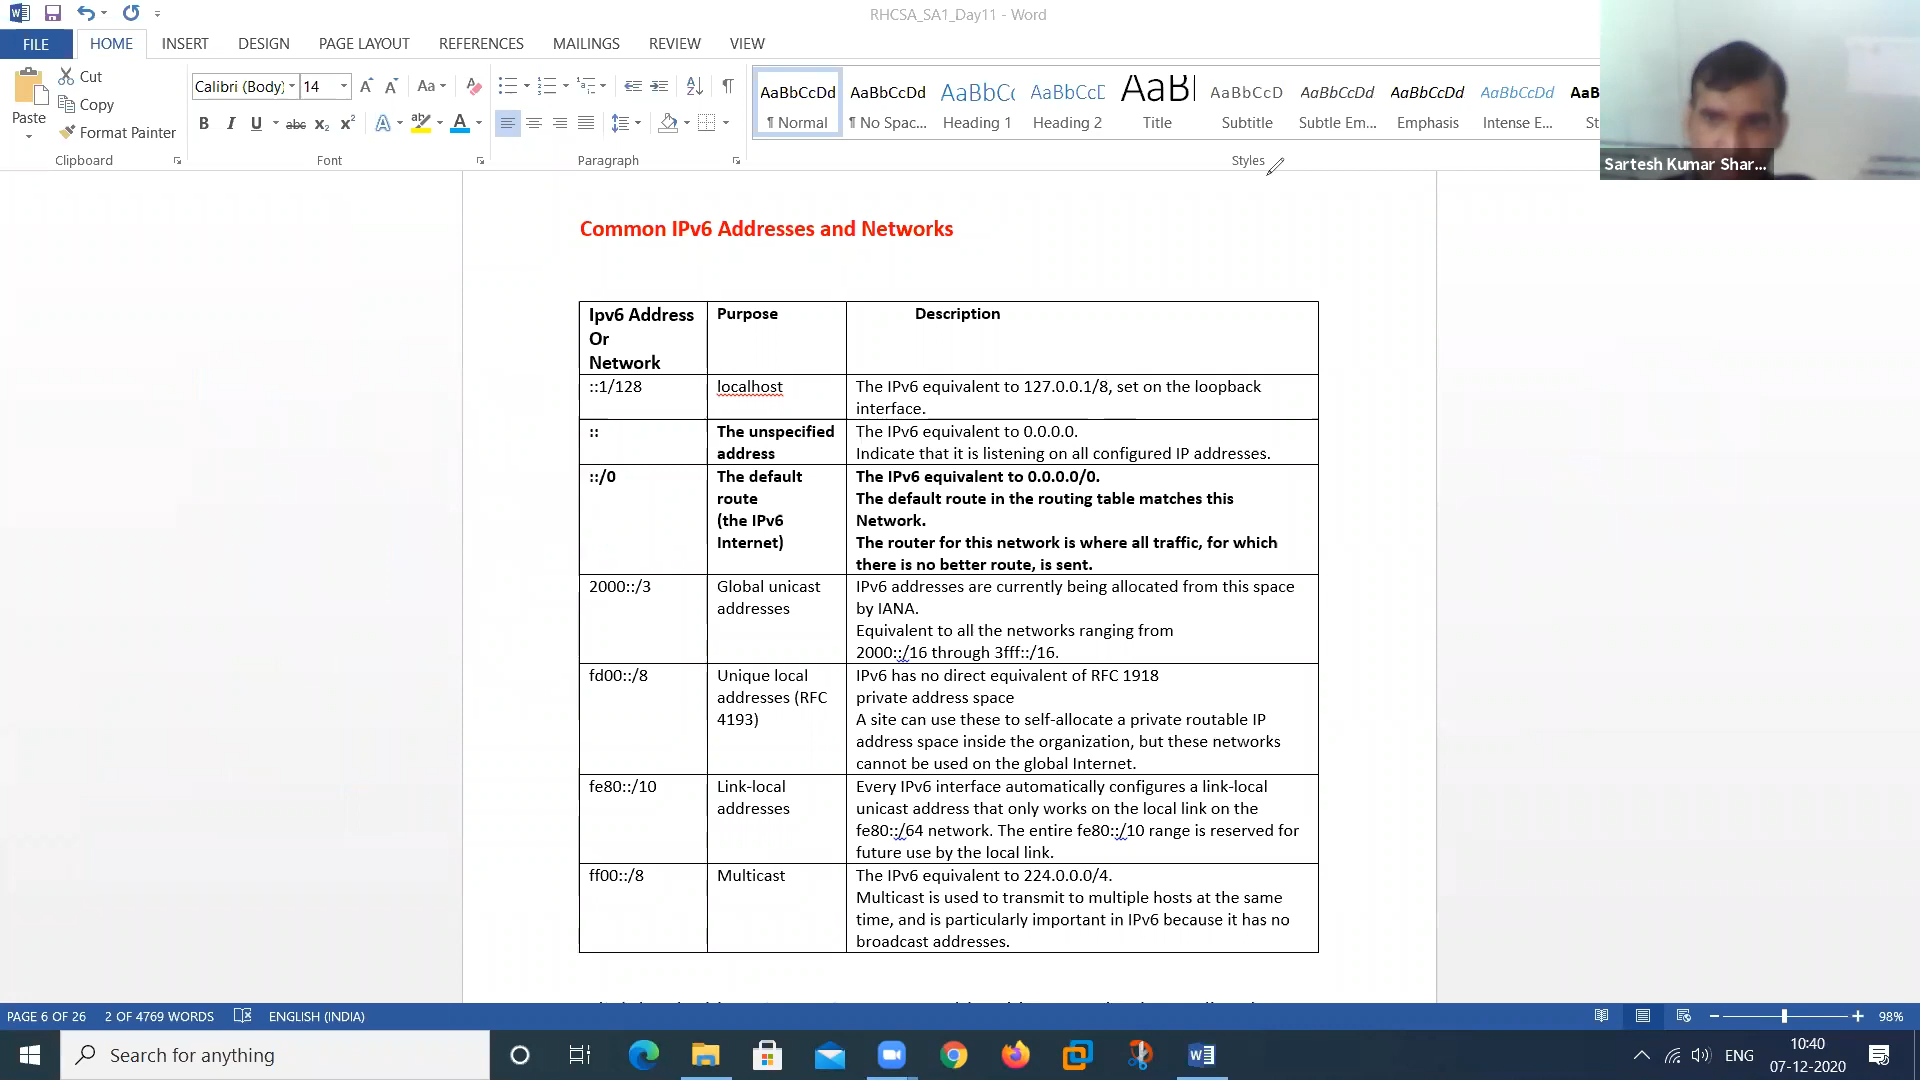 RHCSA_SA1_Day11 - Word
FILE HOME INSERT DESIGN PAGE LAYOUT REFERENCES MAILINGS REVIEW VIEW
Paste
Cut
Copy
Format Painter
Clipboard
Calibri (Body) 14
Font
Paragraph
AaBbCcDd AaBbCcDd AaBbCc AaBbCcD AaBl AaBbCcD AaBbCcDd AaBbCcDd AaBbCcDd AaB
¶ Normal ¶ No Spac... Heading 1 Heading 2 Title Subtitle Subtle Em... Emphasis Intense E... St
Styles
Sartesh Kumar Shar...
Common IPv6 Addresses and Networks
Ipv6 Address
Or
Network
Purpose
Description
::1/128
localhost
The IPv6 equivalent to 127.0.0.1/8, set on the loopback
interface.
::
The unspecified
address
The IPv6 equivalent to 0.0.0.0.
Indicate that it is listening on all configured IP addresses.
::/0
The default
route
(the IPv6
Internet)
The IPv6 equivalent to 0.0.0.0/0.
The default route in the routing table matches this
Network.
The router for this network is where all traffic, for which
there is no better route, is sent.
2000::/3
Global unicast
addresses
IPv6 addresses are currently being allocated from this space
by IANA.
Equivalent to all the networks ranging from
2000::/16 through 3fff::/16.
fd00::/8
Unique local
addresses (RFC
4193)
IPv6 has no direct equivalent of RFC 1918
private address space
A site can use these to self-allocate a private routable IP
address space inside the organization, but these networks
cannot be used on the global Internet.
fe80::/10
Link-local
addresses
Every IPv6 interface automatically configures a link-local
unicast address that only works on the local link on the
fe80::/64 network. The entire fe80::/10 range is reserved for
future use by the local link.
ff00::/8
Multicast
The IPv6 equivalent to 224.0.0.0/4.
Multicast is used to transmit to multiple hosts at the same
time, and is particularly important in IPv6 because it has no
broadcast addresses.
PAGE 6 OF 26 2 OF 4769 WORDS ENGLISH (INDIA) 98%
Search for anything
ENG
10:40
07-12-2020